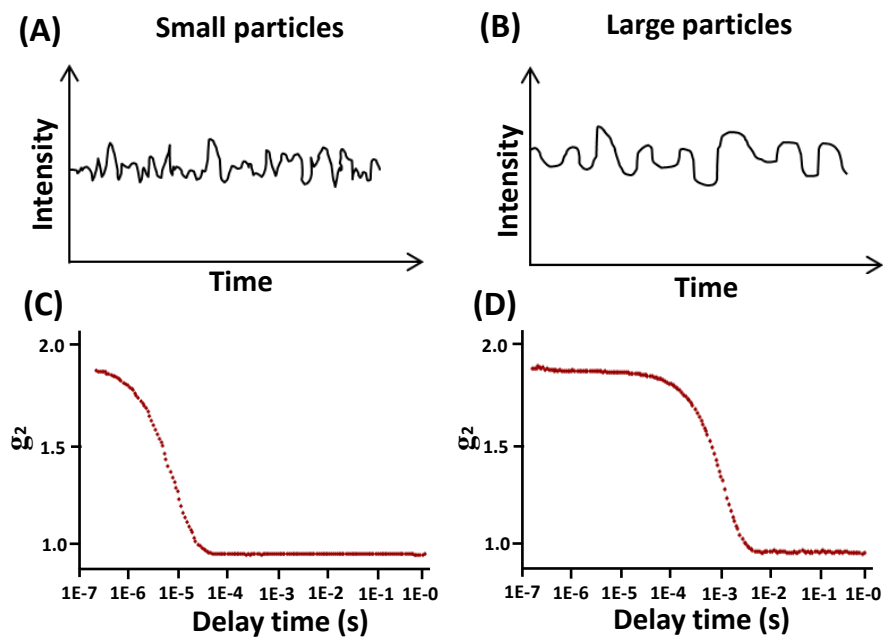 (A) Small particles
Intensity
Time
(B) Large particles
Intensity
Time
(C)
2.0
1.5
1.0
g2
1E-7 1E-6 1E-5 1E-4 1E-3 1E-2 1E-1 1E-0
Delay time (s)
(D)
2.0
1.5
1.0
g2
1E-7 1E-6 1E-5 1E-4 1E-3 1E-2 1E-1 1E-0
Delay time (s)